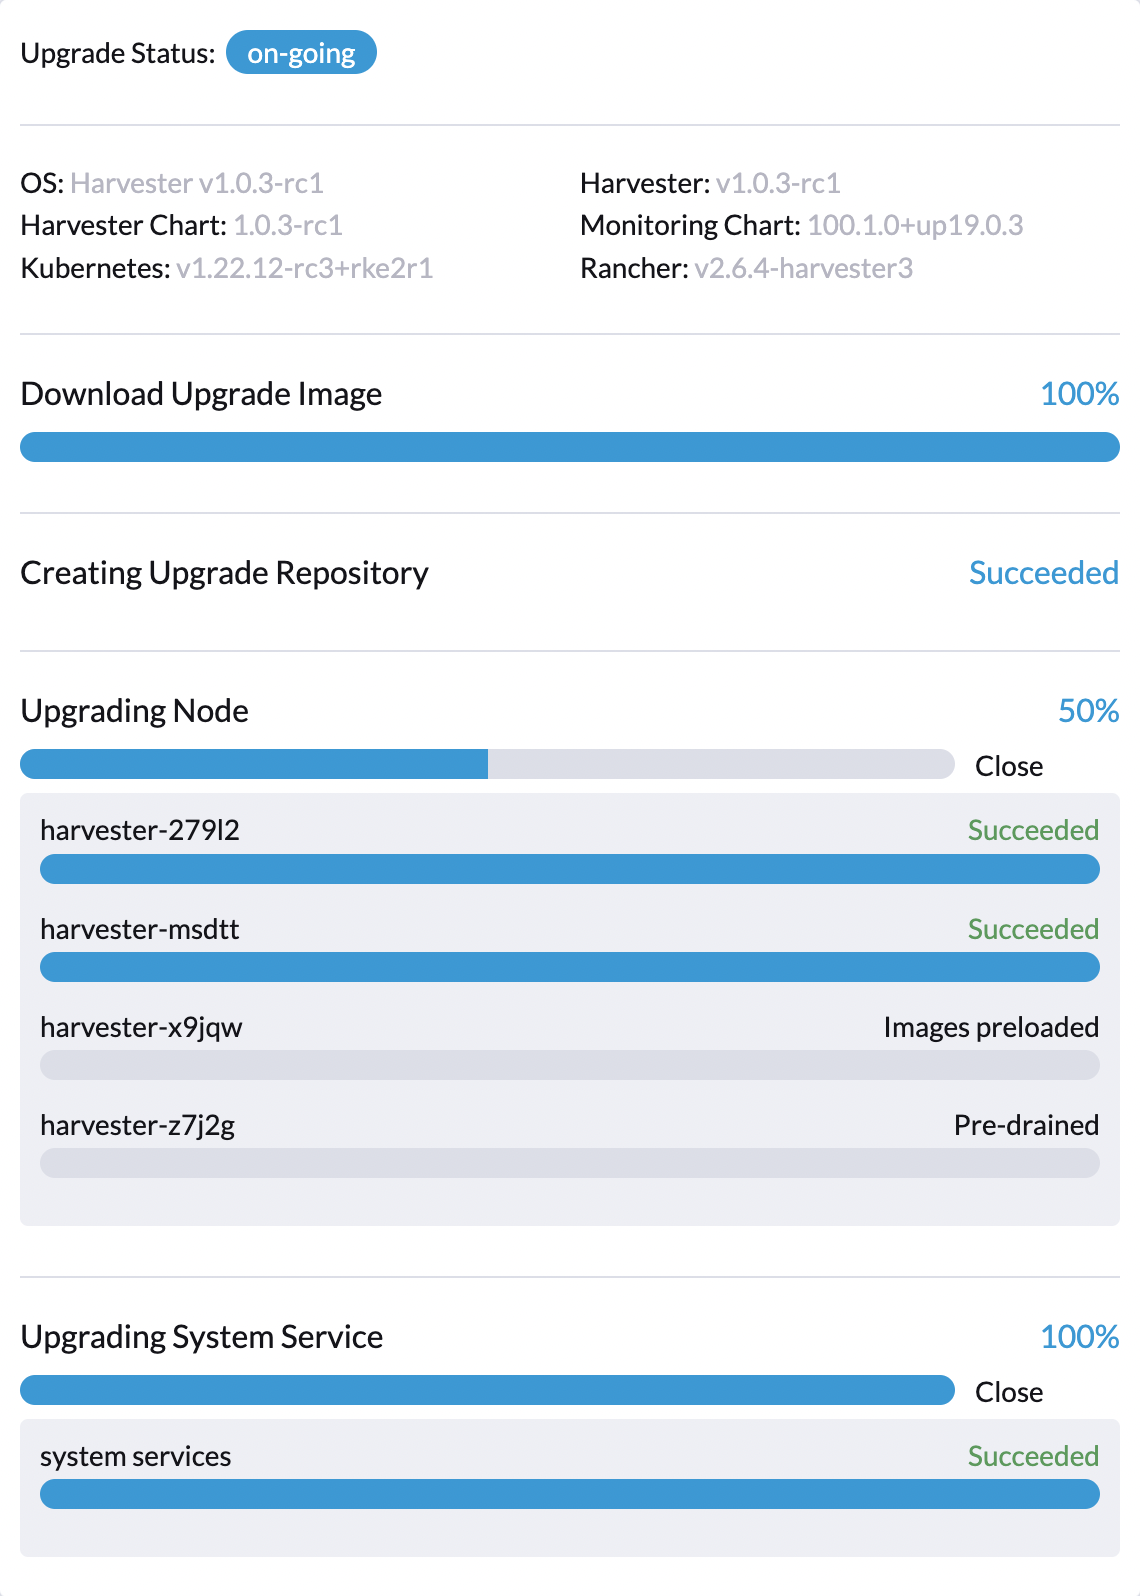 Upgrade Status: on-going
OS: Harvester v1.0.3-rc1
Harvester: v1.0.3-rc1
Harvester Chart: 1.0.3-rc1
Monitoring Chart: 100.1.0+up19.0.3
Kubernetes: v1.22.12-rc3+rke2r1
Rancher: v2.6.4-harvester3
Download Upgrade Image 100%
Creating Upgrade Repository Succeeded
Upgrading Node 50%
Close
harvester-279l2 Succeeded
harvester-msdtt Succeeded
harvester-x9jqw Images preloaded
harvester-z7j2g Pre-drained
Upgrading System Service 100%
Close
system services Succeeded